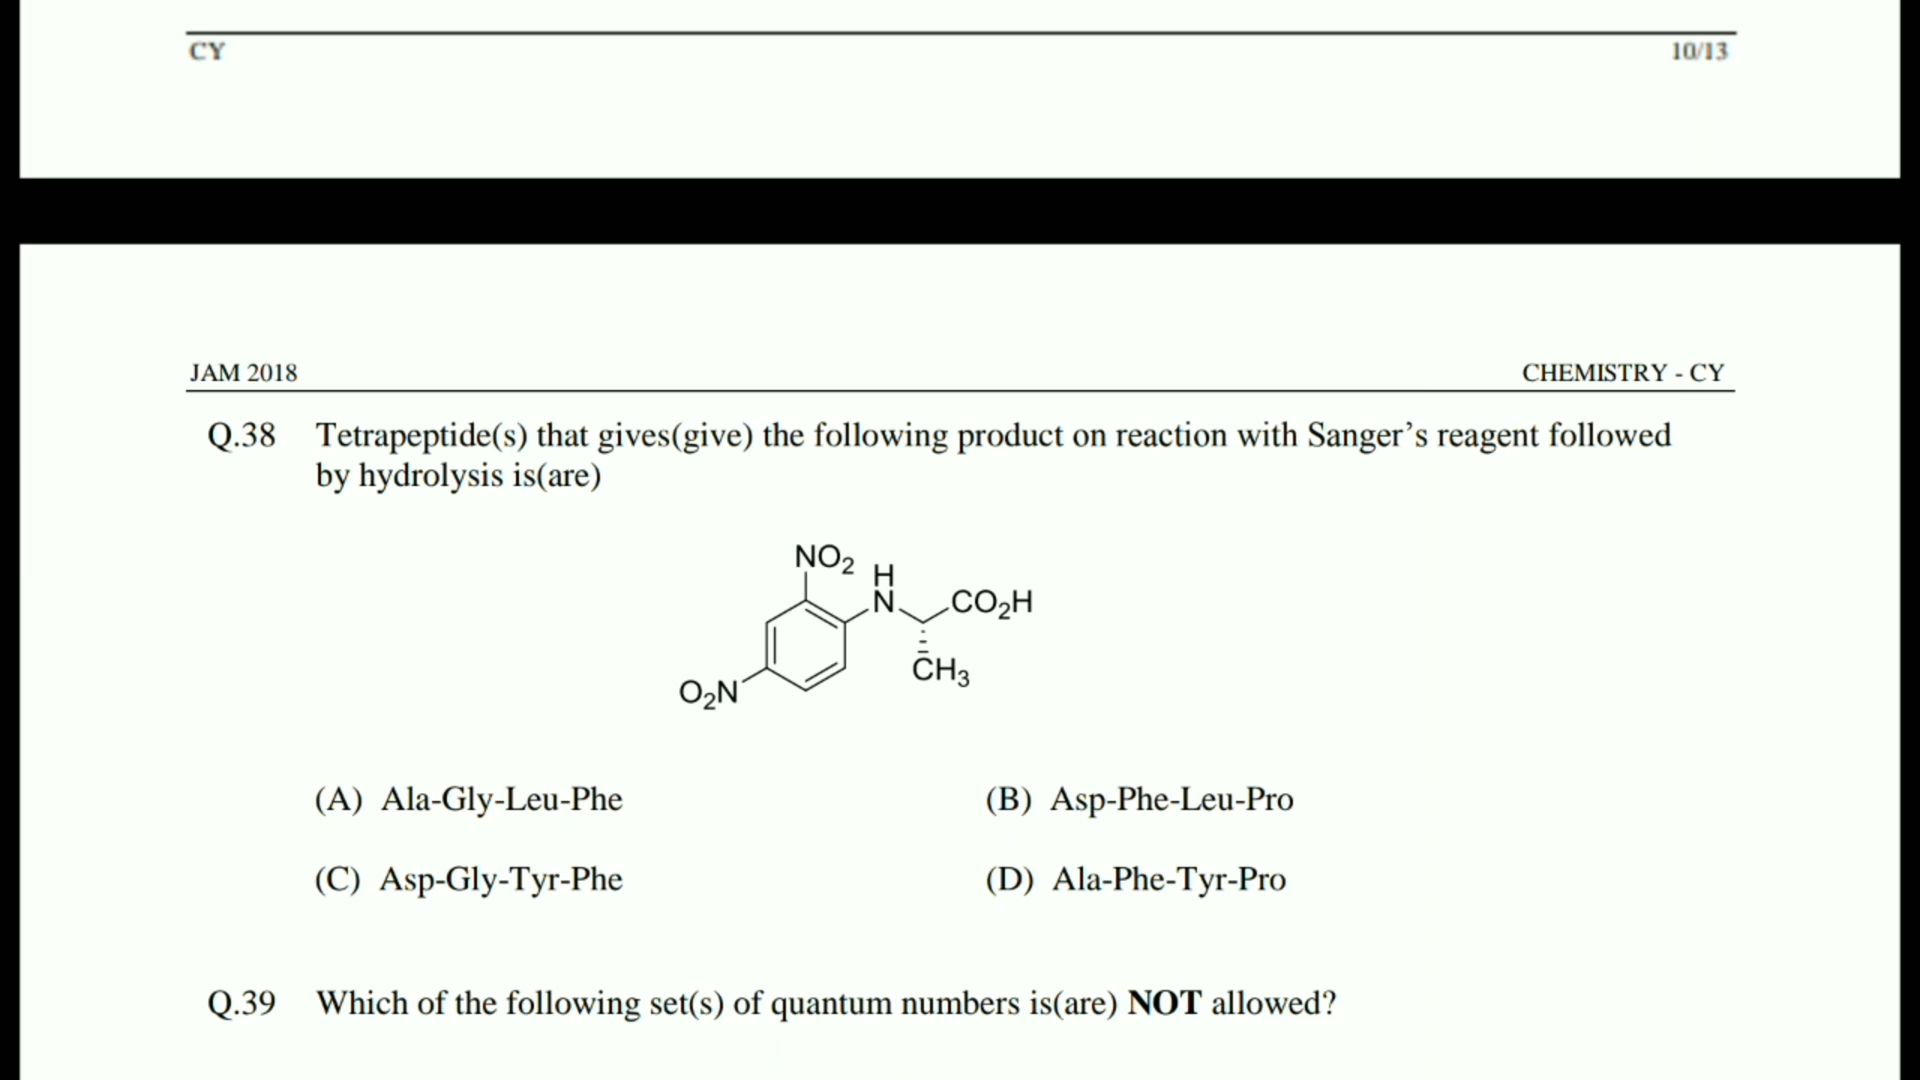 CY 10/13
JAM 2018 CHEMISTRY - CY
Q.38 Tetrapeptide(s) that gives(give) the following product on reaction with Sanger’s reagent followed
by hydrolysis is(are)
NO2
H
N CO2H
CH3
O2N
(A) Ala-Gly-Leu-Phe (B) Asp-Phe-Leu-Pro
(C) Asp-Gly-Tyr-Phe (D) Ala-Phe-Tyr-Pro
Q.39 Which of the following set(s) of quantum numbers is(are) NOT allowed?